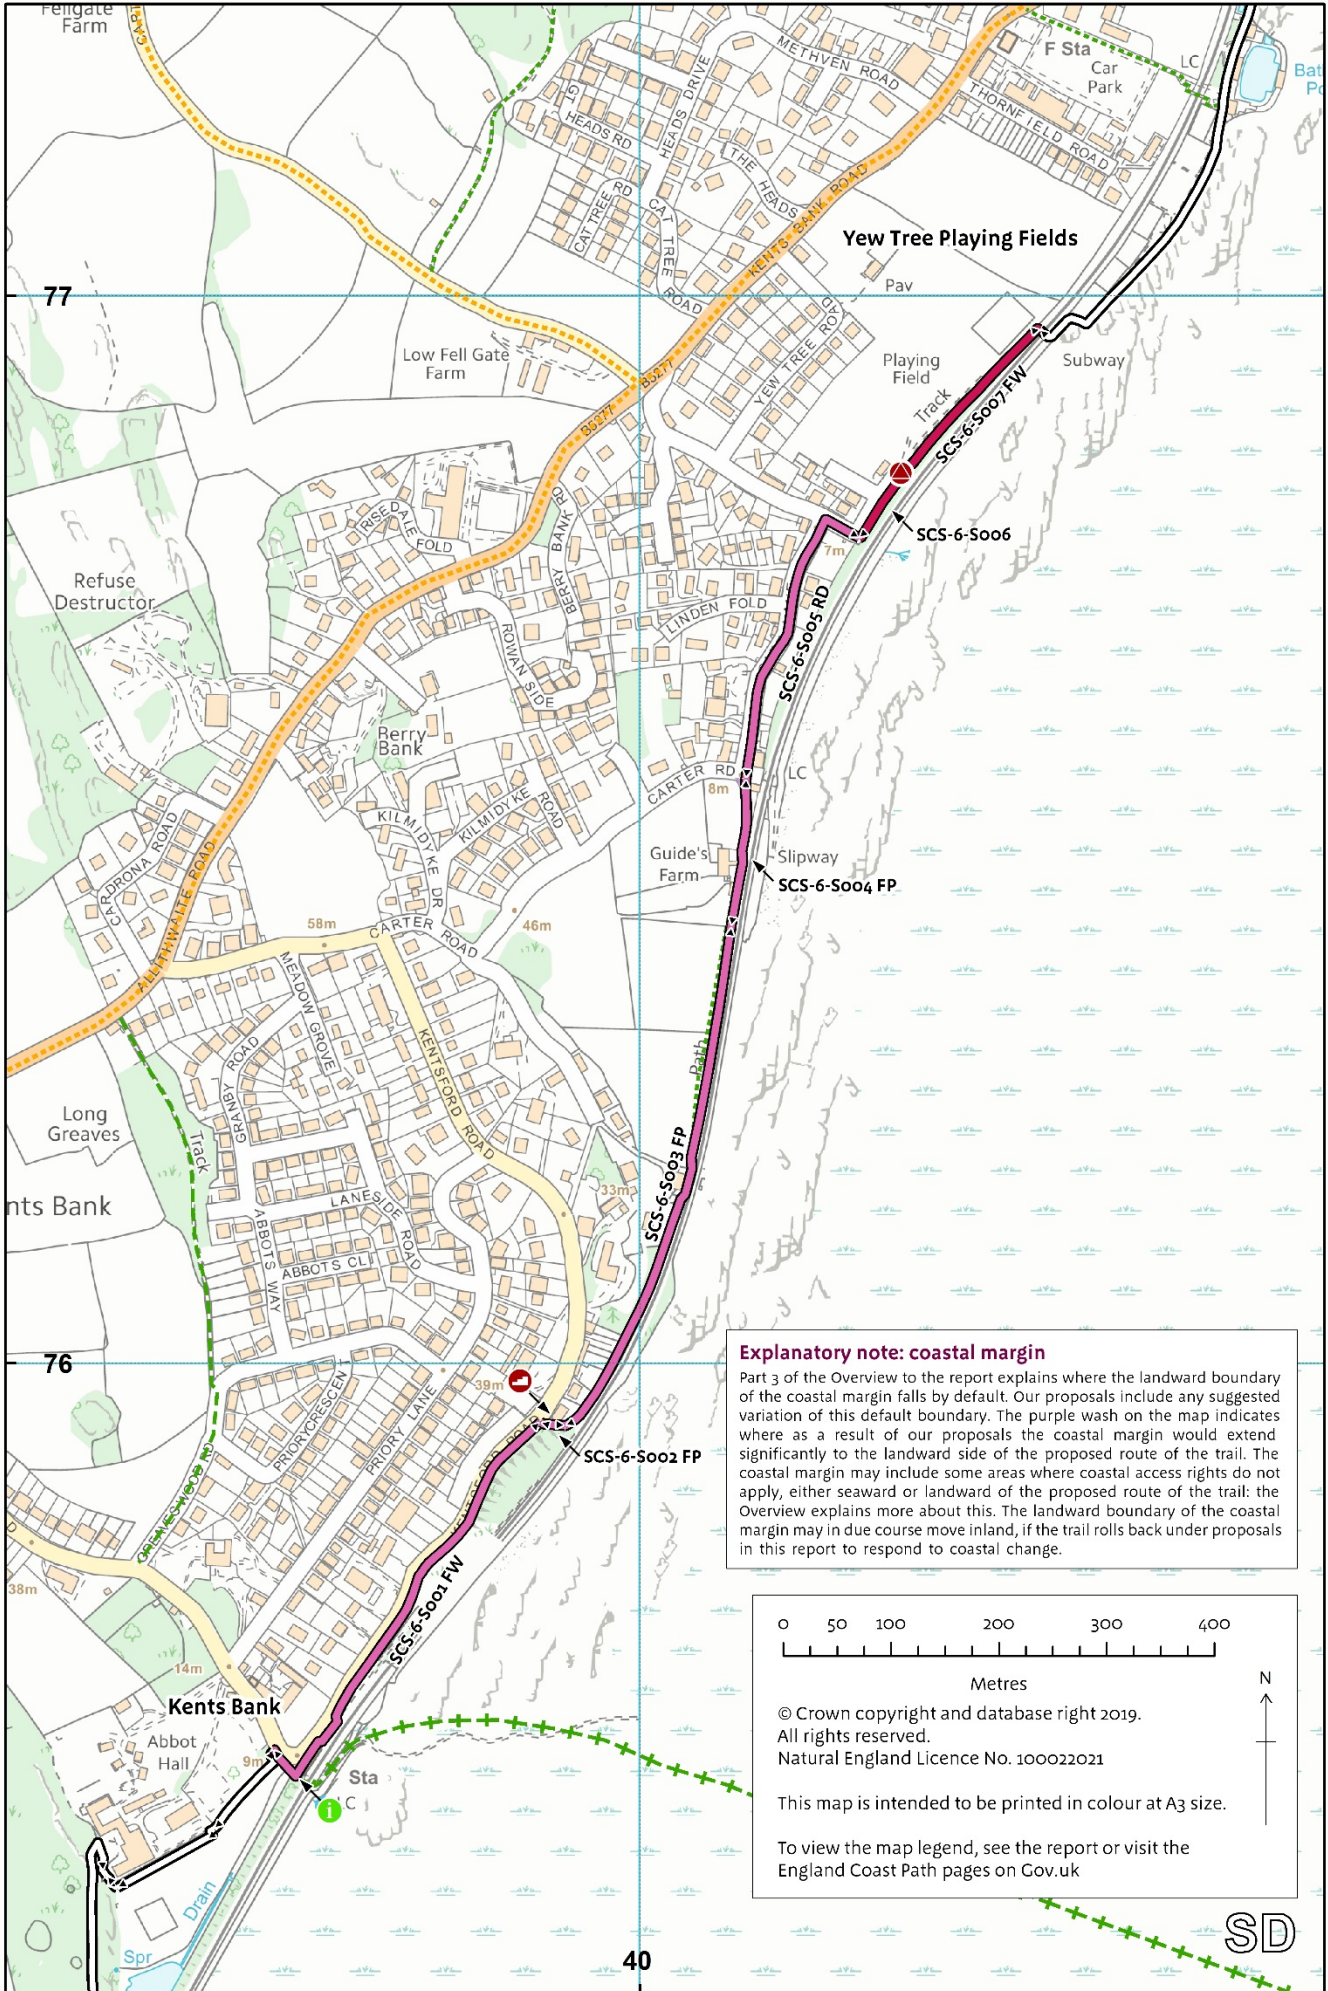 Fellgate
Farm
METHVEN ROAD
F Sta
Car
Park
LC
THORNFIELD ROAD
HEADS DRIVE
HEADS RD
THE HEADS
CAT TREE RD
CAT TREE ROAD
KENTS BANK ROAD
Yew Tree Playing Fields
77
Pav
Low Fell Gate
Farm
B5277
YEW TREE ROAD
Playing
Field
Subway
Track
SCS-6-S007 FW
B5277
RISEDALE
FOLD
BERRY BANK RD
SCS-6-S006
7m
Refuse
Destructor
LINDEN FOLD
ROWAN SIDE
SCS-6-S005 RD
Berry
Bank
CARTER RD
LC
8m
KILMIDYKE DR
KILMIDYKE ROAD
CARDRONA ROAD
ALLITHWAITE ROAD
Guide's
Farm
Slipway
SCS-6-S004 FP
58m
CARTER ROAD
46m
MEADOW GROVE
KENTSFORD ROAD
GRANBY ROAD
Path
Long
Greaves
Track
SCS-6-S003 FP
33m
nts Bank
LANESIDE ROAD
ABBOTS WAY
ABBOTS CL
76
Explanatory note: coastal margin
Part 3 of the Overview to the report explains where the landward boundary
of the coastal margin falls by default. Our proposals include any suggested
variation of this default boundary. The purple wash on the map indicates
where as a result of our proposals the coastal margin would extend
significantly to the landward side of the proposed route of the trail. The
coastal margin may include some areas where coastal access rights do not
apply, either seaward or landward of the proposed route of the trail: the
Overview explains more about this. The landward boundary of the coastal
margin may in due course move inland, if the trail rolls back under proposals
in this report to respond to coastal change.
39m
PRIORY CRESCENT
PRIORY LANE
SCS-6-S002 FP
GREAVES WOOD RD
SCS-6-S001 FW
38m
14m
Kents Bank
Abbot
Hall
9m
Sta
LC
Drain
Spr
0 50 100 200 300 400
Metres
N
© Crown copyright and database right 2019.
All rights reserved.
Natural England Licence No. 100022021
This map is intended to be printed in colour at A3 size.
To view the map legend, see the report or visit the
England Coast Path pages on Gov.uk
SD
40